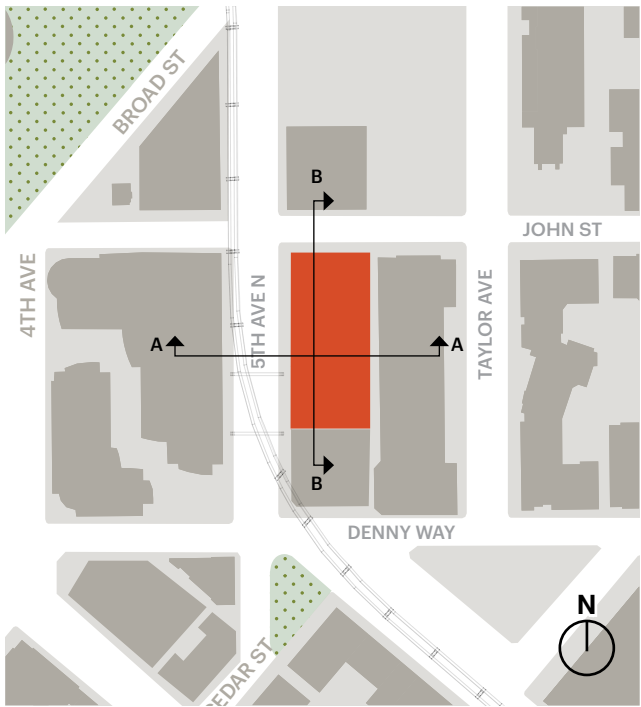 BROAD ST
B
JOHN ST
4TH AVE
5TH AVE N
TAYLOR AVE
A
A
B
DENNY WAY
CEDAR ST
N